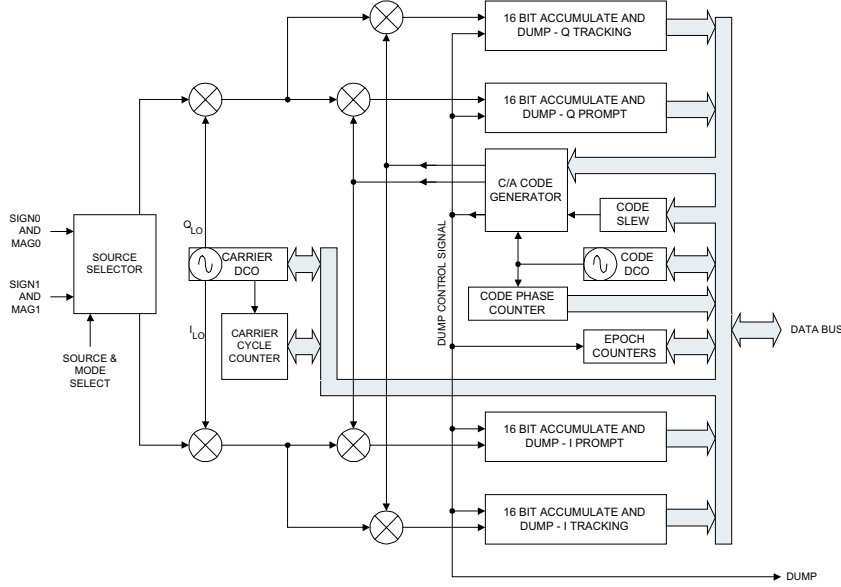 16 BIT ACCUMULATE AND
DUMP - Q TRACKING
16 BIT ACCUMULATE AND
DUMP - Q PROMPT
C/A CODE
GENERATOR
CODE
SLEW
SIGN0
AND
MAG0
SIGN1
AND
MAG1
SOURCE
SELECTOR
SOURCE &
MODE
SELECT
QLO
CARRIER
DCO
ILO
CARRIER
CYCLE
COUNTER
DUMP CONTROL SIGNAL
CODE
DCO
CODE PHASE
COUNTER
EPOCH
COUNTERS
DATA BUS
16 BIT ACCUMULATE AND
DUMP - I PROMPT
16 BIT ACCUMULATE AND
DUMP - I TRACKING
DUMP